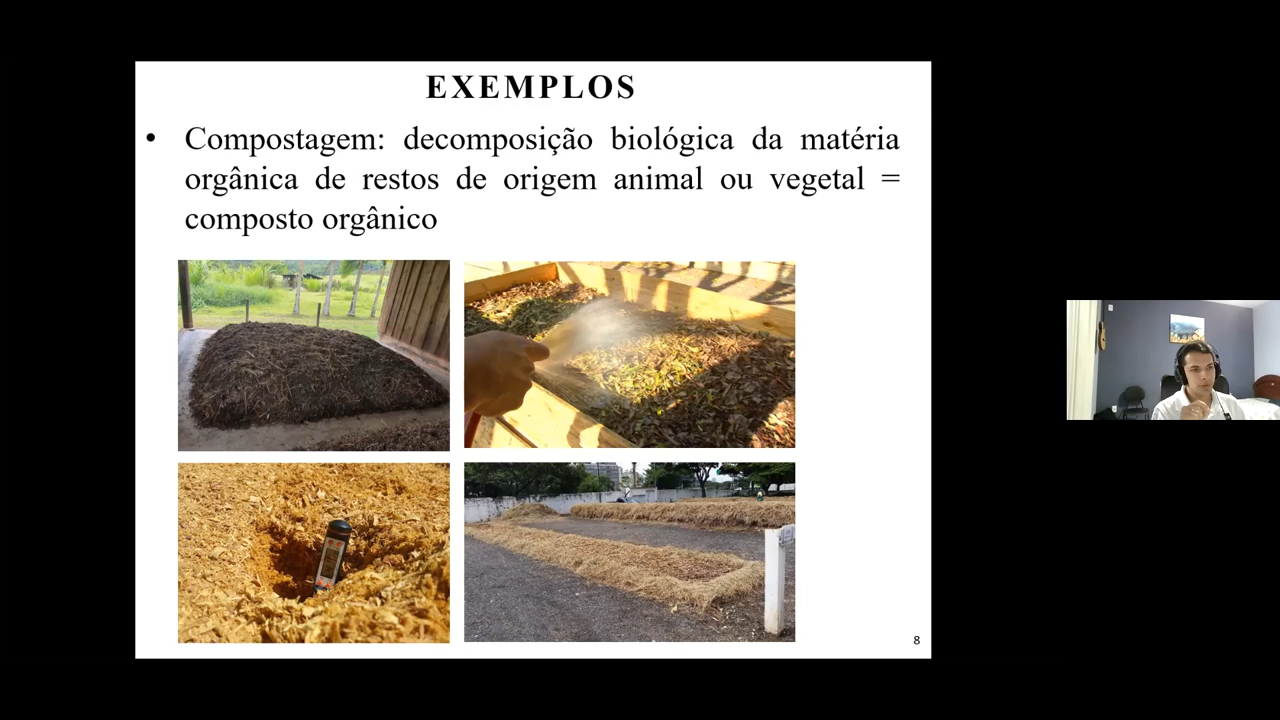 EXEMPLOS
• Compostagem: decomposição biológica da matéria
orgânica de restos de origem animal ou vegetal =
composto orgânico
8